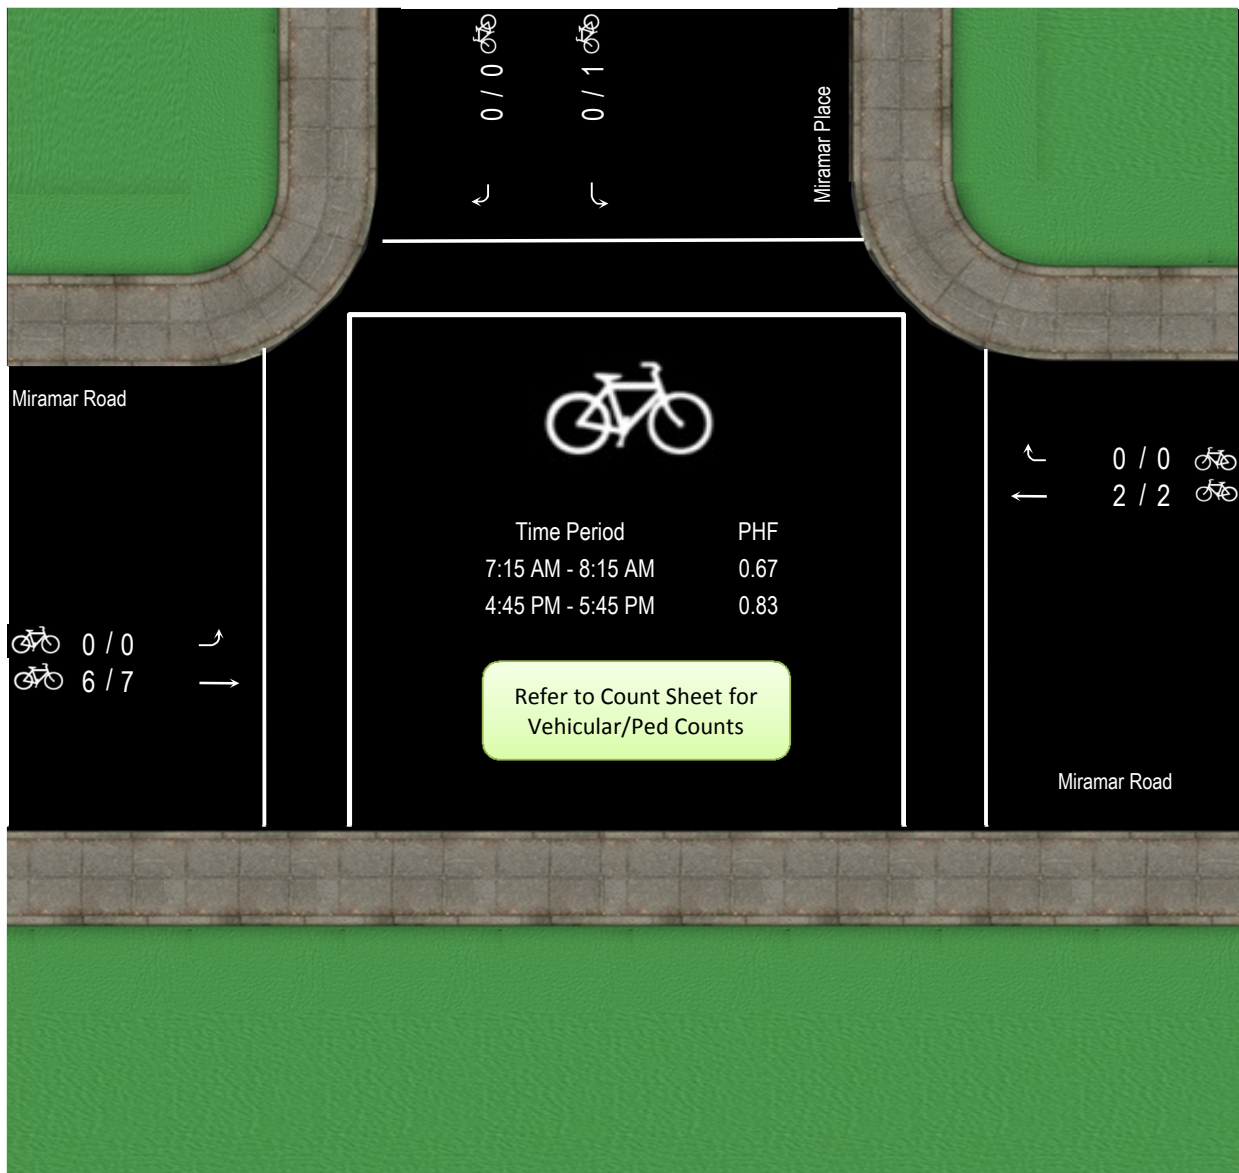 0 / 0
0 / 1
Miramar Place
Miramar Road
0 / 0
2 / 2
Time Period PHF
7:15 AM - 8:15 AM 0.67
4:45 PM - 5:45 PM 0.83
0 / 0
6 / 7
Refer to Count Sheet for
Vehicular/Ped Counts
Miramar Road